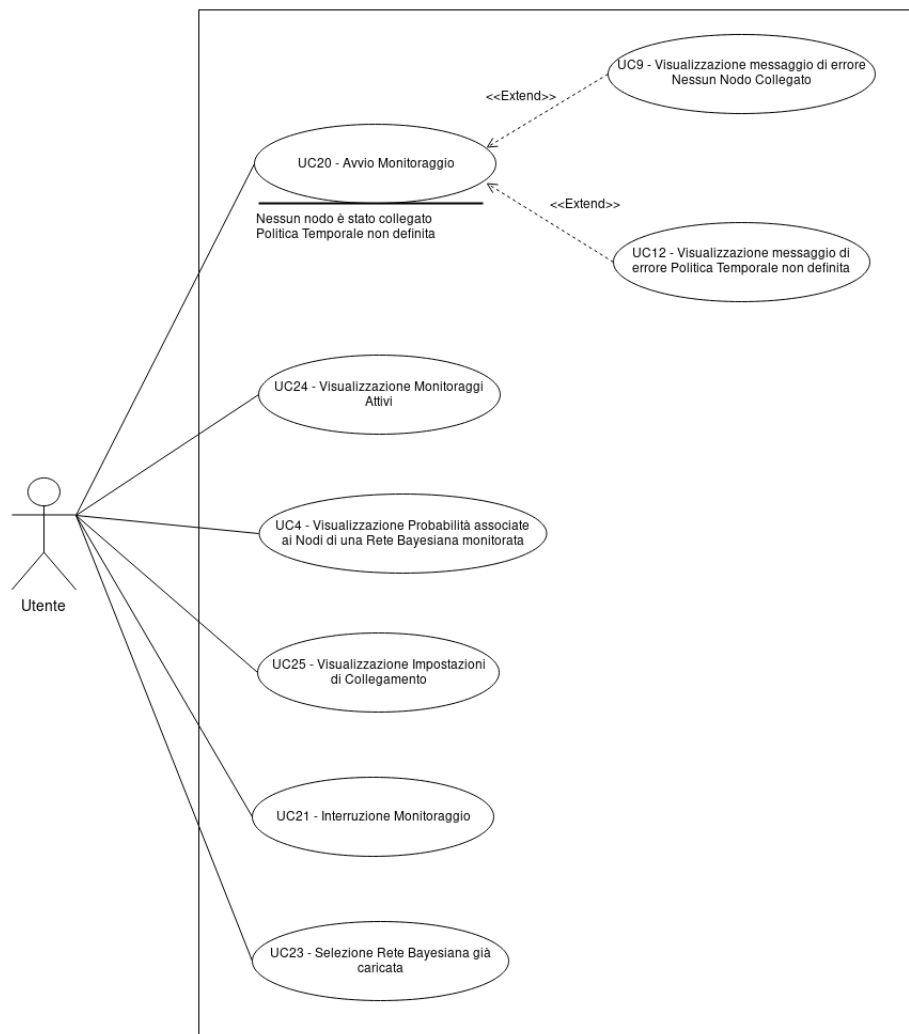 UC9 - Visualizzazione messaggio di errore
Nessun Nodo Collegato
<<Extend>>
UC20 - Avvio Monitoraggio
<<Extend>>
Nessun nodo è stato collegato
Politica Temporale non definita
UC12 - Visualizzazione messaggio di
errore Politica Temporale non definita
UC24 - Visualizzazione Monitoraggi
Attivi
UC4 - Visualizzazione Probabilità associate
ai Nodi di una Rete Bayesiana monitorata
Utente
UC25 - Visualizzazione Impostazioni
di Collegamento
UC21 - Interruzione Monitoraggio
UC23 - Selezione Rete Bayesiana già
caricata